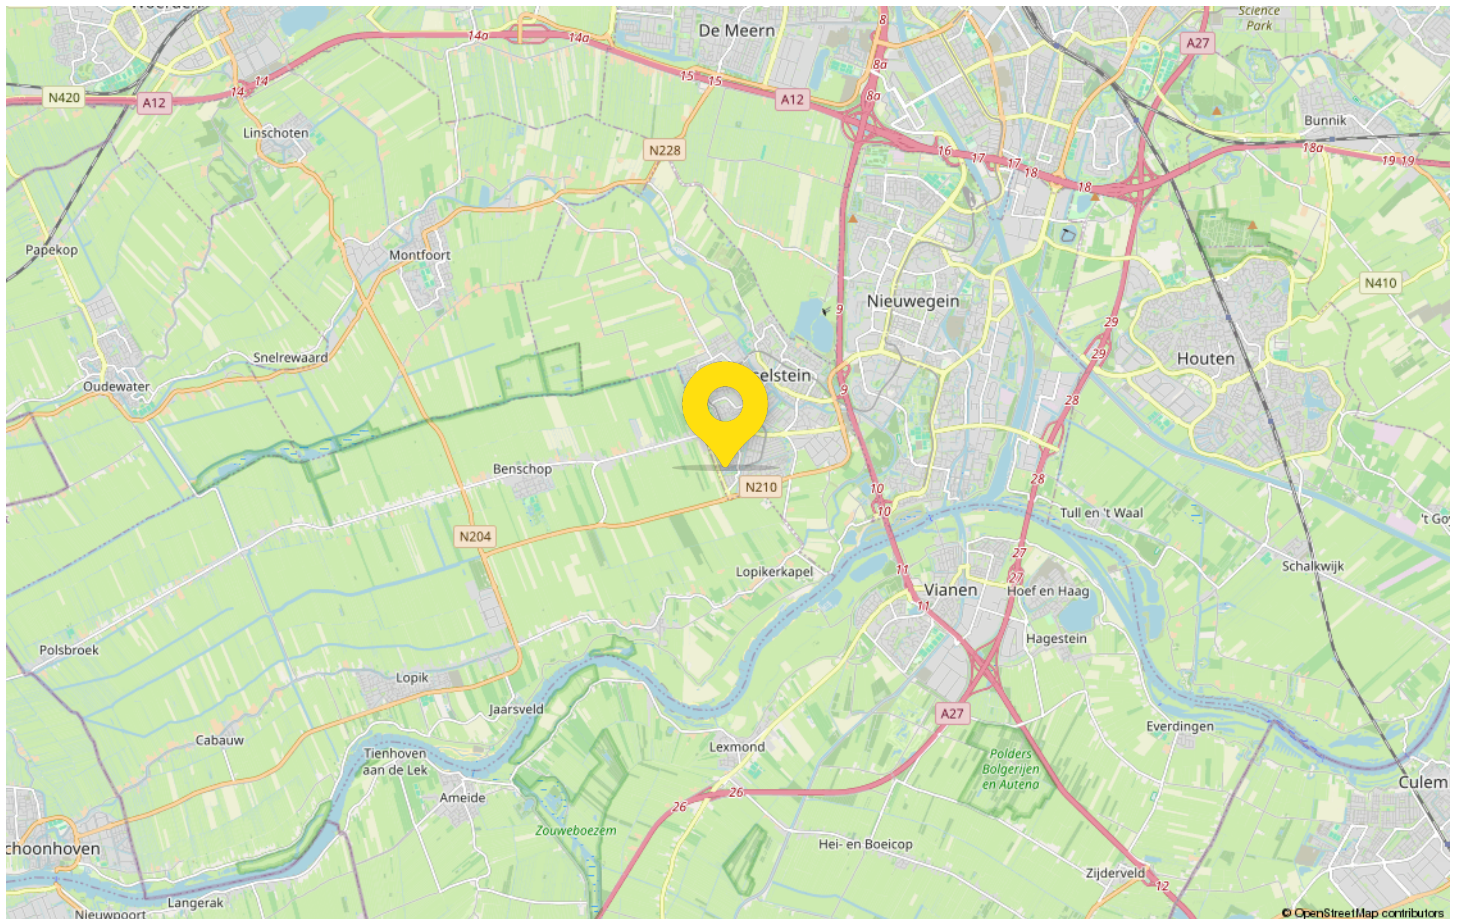 De Meern
Science
Park
8
14a
14a
A27
8a
15
15
14
14
N420
A12
A12
8a
Linschoten
Bunnik
N228
16
17
17
18
18
18a
19
19
Papekop
Montfoort
N410
Nieuwegein
9
29
29
Snelrewaard
Houten
Oudewater
selstein
9
28
28
Benschop
N210
10
10
Tull en 't Waal
't Go
N204
27
27
Lopikerkapel
11
11
Vianen
Hoef en Haag
Schalkwijk
Hagestein
Polsbroek
Lopik
Jaarsveld
A27
Everdingen
Cabauw
Tienhoven
aan de Lek
Lexmond
Polders
Bolgerijen
en Autena
Culem
Ameide
26
26
Zouweboezem
choonhoven
Hei- en Boeicop
Zijderveld
12
Langerak
Nieuwpoort
© OpenStreetMap contributors